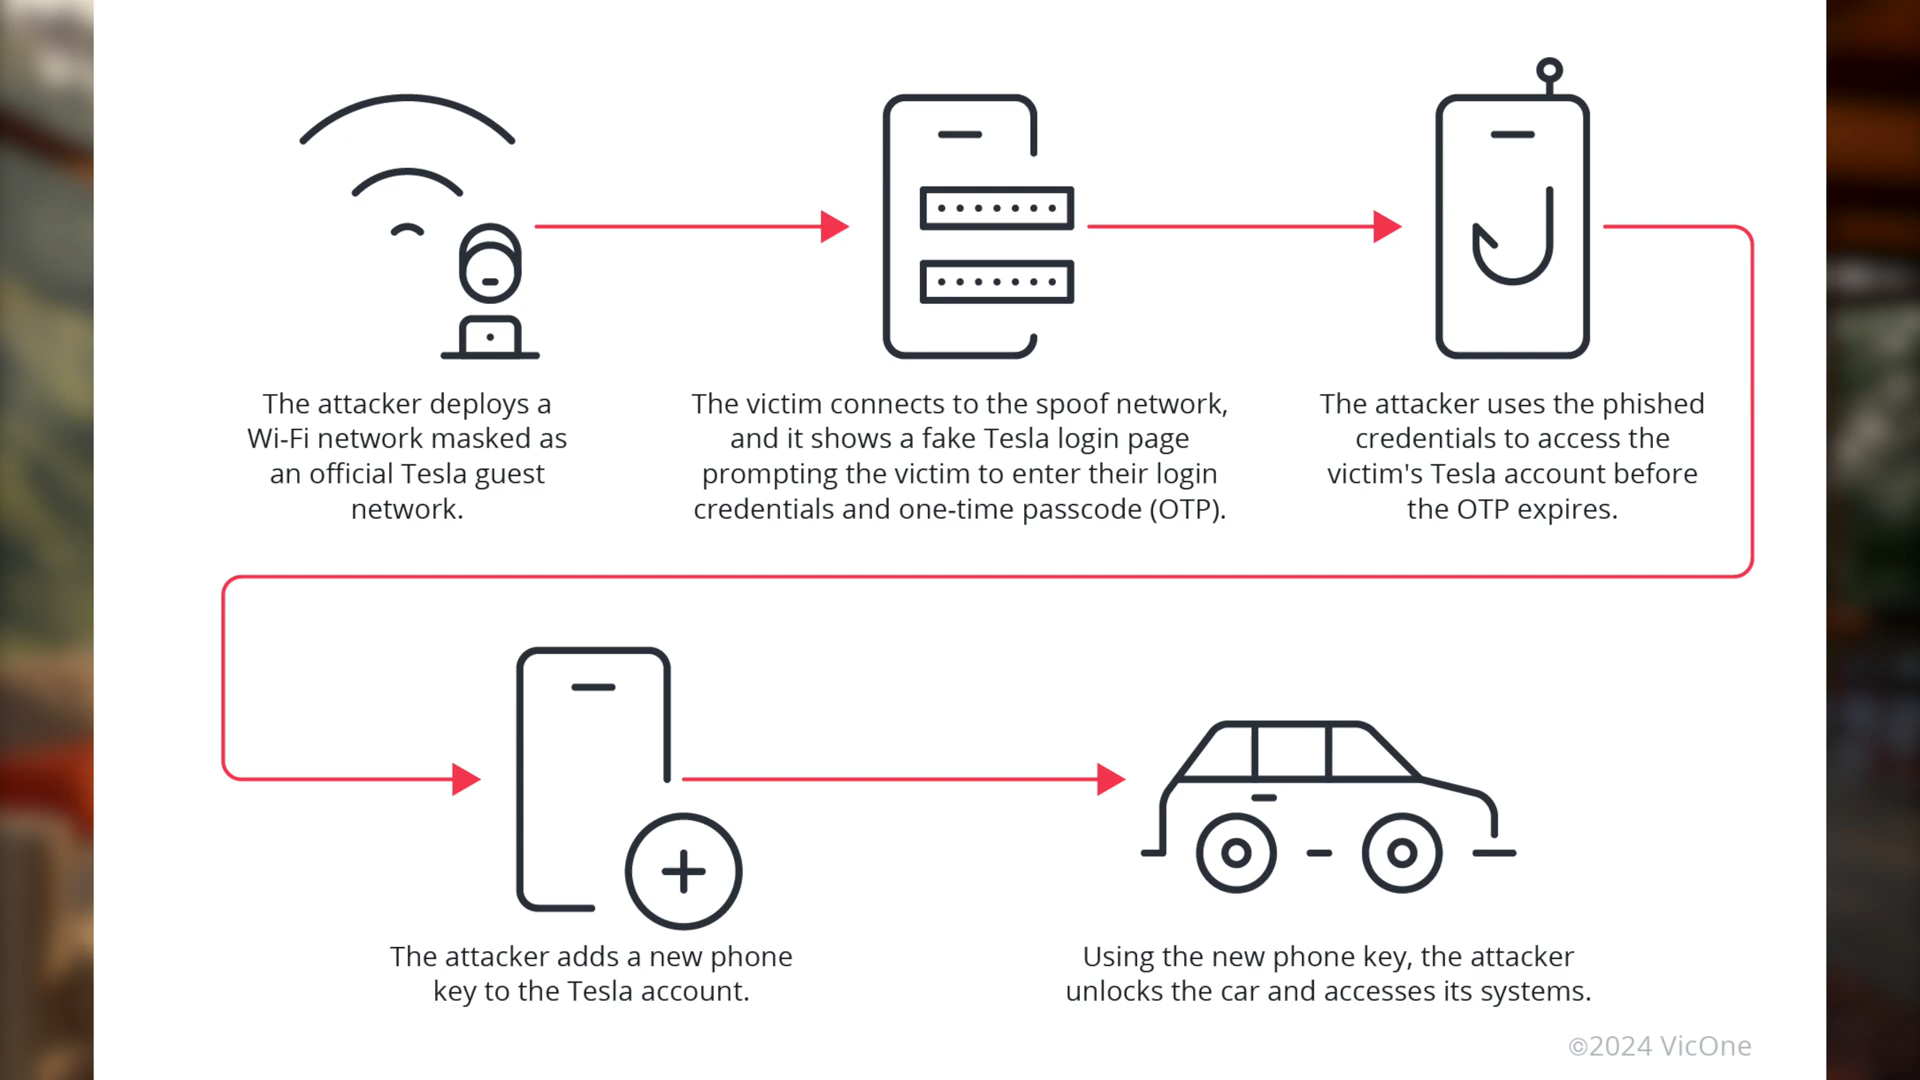 The attacker deploys a
Wi-Fi network masked as
an official Tesla guest
network.
The victim connects to the spoof network,
and it shows a fake Tesla login page
prompting the victim to enter their login
credentials and one-time passcode (OTP).
The attacker uses the phished
credentials to access the
victim's Tesla account before
the OTP expires.
The attacker adds a new phone
key to the Tesla account.
Using the new phone key, the attacker
unlocks the car and accesses its systems.
©2024 VicOne